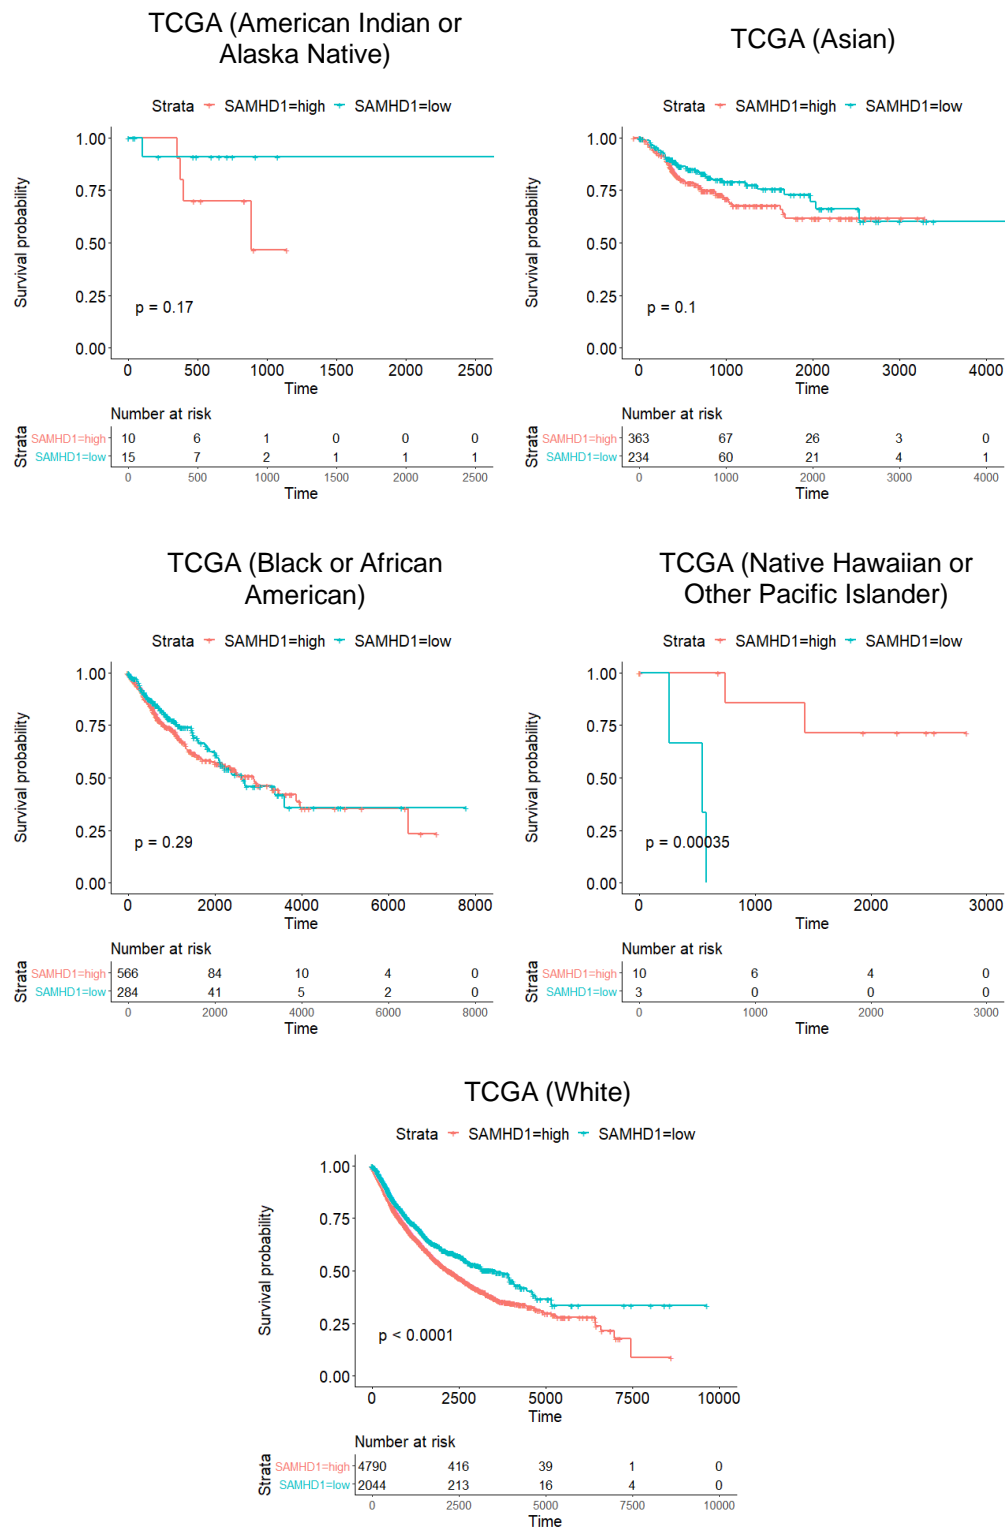 TCGA (American Indian or
Alaska Native)
Strata SAMHD1=high SAMHD1=low
1.00
0.75
0.50
0.25
0.00
Survival probability
p = 0.17
0 500 1000 1500 2000 2500
Time
Number at risk
Strata
SAMHD1=high 10 6 1 0 0 0
SAMHD1=low 15 7 2 1 1 1
0 500 1000 1500 2000 2500
Time
TCGA (Asian)
Strata SAMHD1=high SAMHD1=low
1.00
0.75
0.50
0.25
0.00
Survival probability
p = 0.1
0 1000 2000 3000 4000
Time
Number at risk
Strata
SAMHD1=high 363 67 26 3 0
SAMHD1=low 234 60 21 4 1
0 1000 2000 3000 4000
Time
TCGA (Black or African
American)
Strata SAMHD1=high SAMHD1=low
1.00
0.75
0.50
0.25
0.00
Survival probability
p = 0.29
0 2000 4000 6000 8000
Time
Number at risk
Strata
SAMHD1=high 566 84 10 4 0
SAMHD1=low 284 41 5 2 0
0 2000 4000 6000 8000
Time
TCGA (Native Hawaiian or
Other Pacific Islander)
Strata SAMHD1=high SAMHD1=low
1.00
0.75
0.50
0.25
0.00
Survival probability
p = 0.00035
0 1000 2000 3000
Time
Number at risk
Strata
SAMHD1=high 10 6 4 0
SAMHD1=low 3 0 0 0
0 1000 2000 3000
Time
TCGA (White)
Strata SAMHD1=high SAMHD1=low
1.00
0.75
0.50
0.25
0.00
Survival probability
p < 0.0001
0 2500 5000 7500 10000
Time
Number at risk
Strata
SAMHD1=high 4790 416 39 1 0
SAMHD1=low 2044 213 16 4 0
0 2500 5000 7500 10000
Time